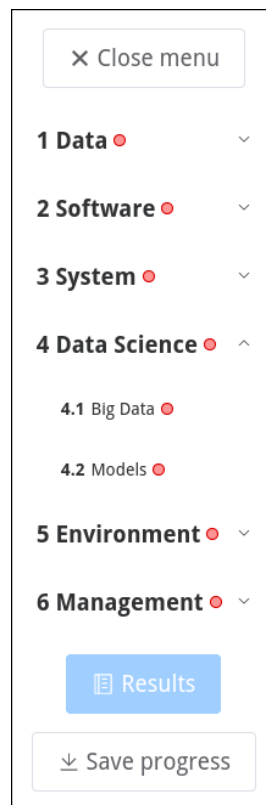 Close menu
1 Data
2 Software
3 System
4 Data Science
4.1 Big Data
4.2 Models
5 Environment
6 Management
Results
Save progress